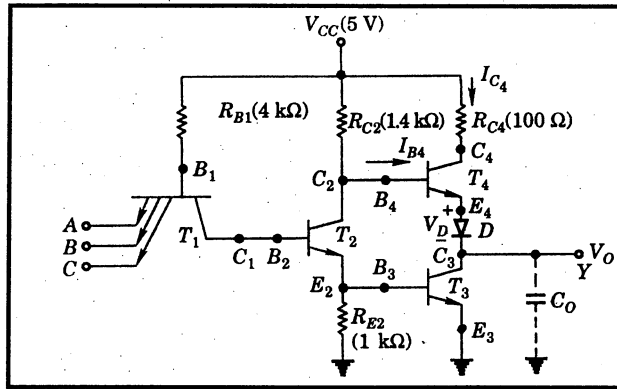 V_CC (5 V)
I_C4
R_B1 (4 kΩ)
R_C2 (1.4 kΩ)
R_C4 (100 Ω)
I_B4
B_1
C_2
B_4
C_4
T_4
E_4
A
B
C
T_1
C_1
B_2
T_2
V_D
+
−
D
C_3
V_O
Y
E_2
B_3
T_3
C_O
R_E2
(1 kΩ)
E_3